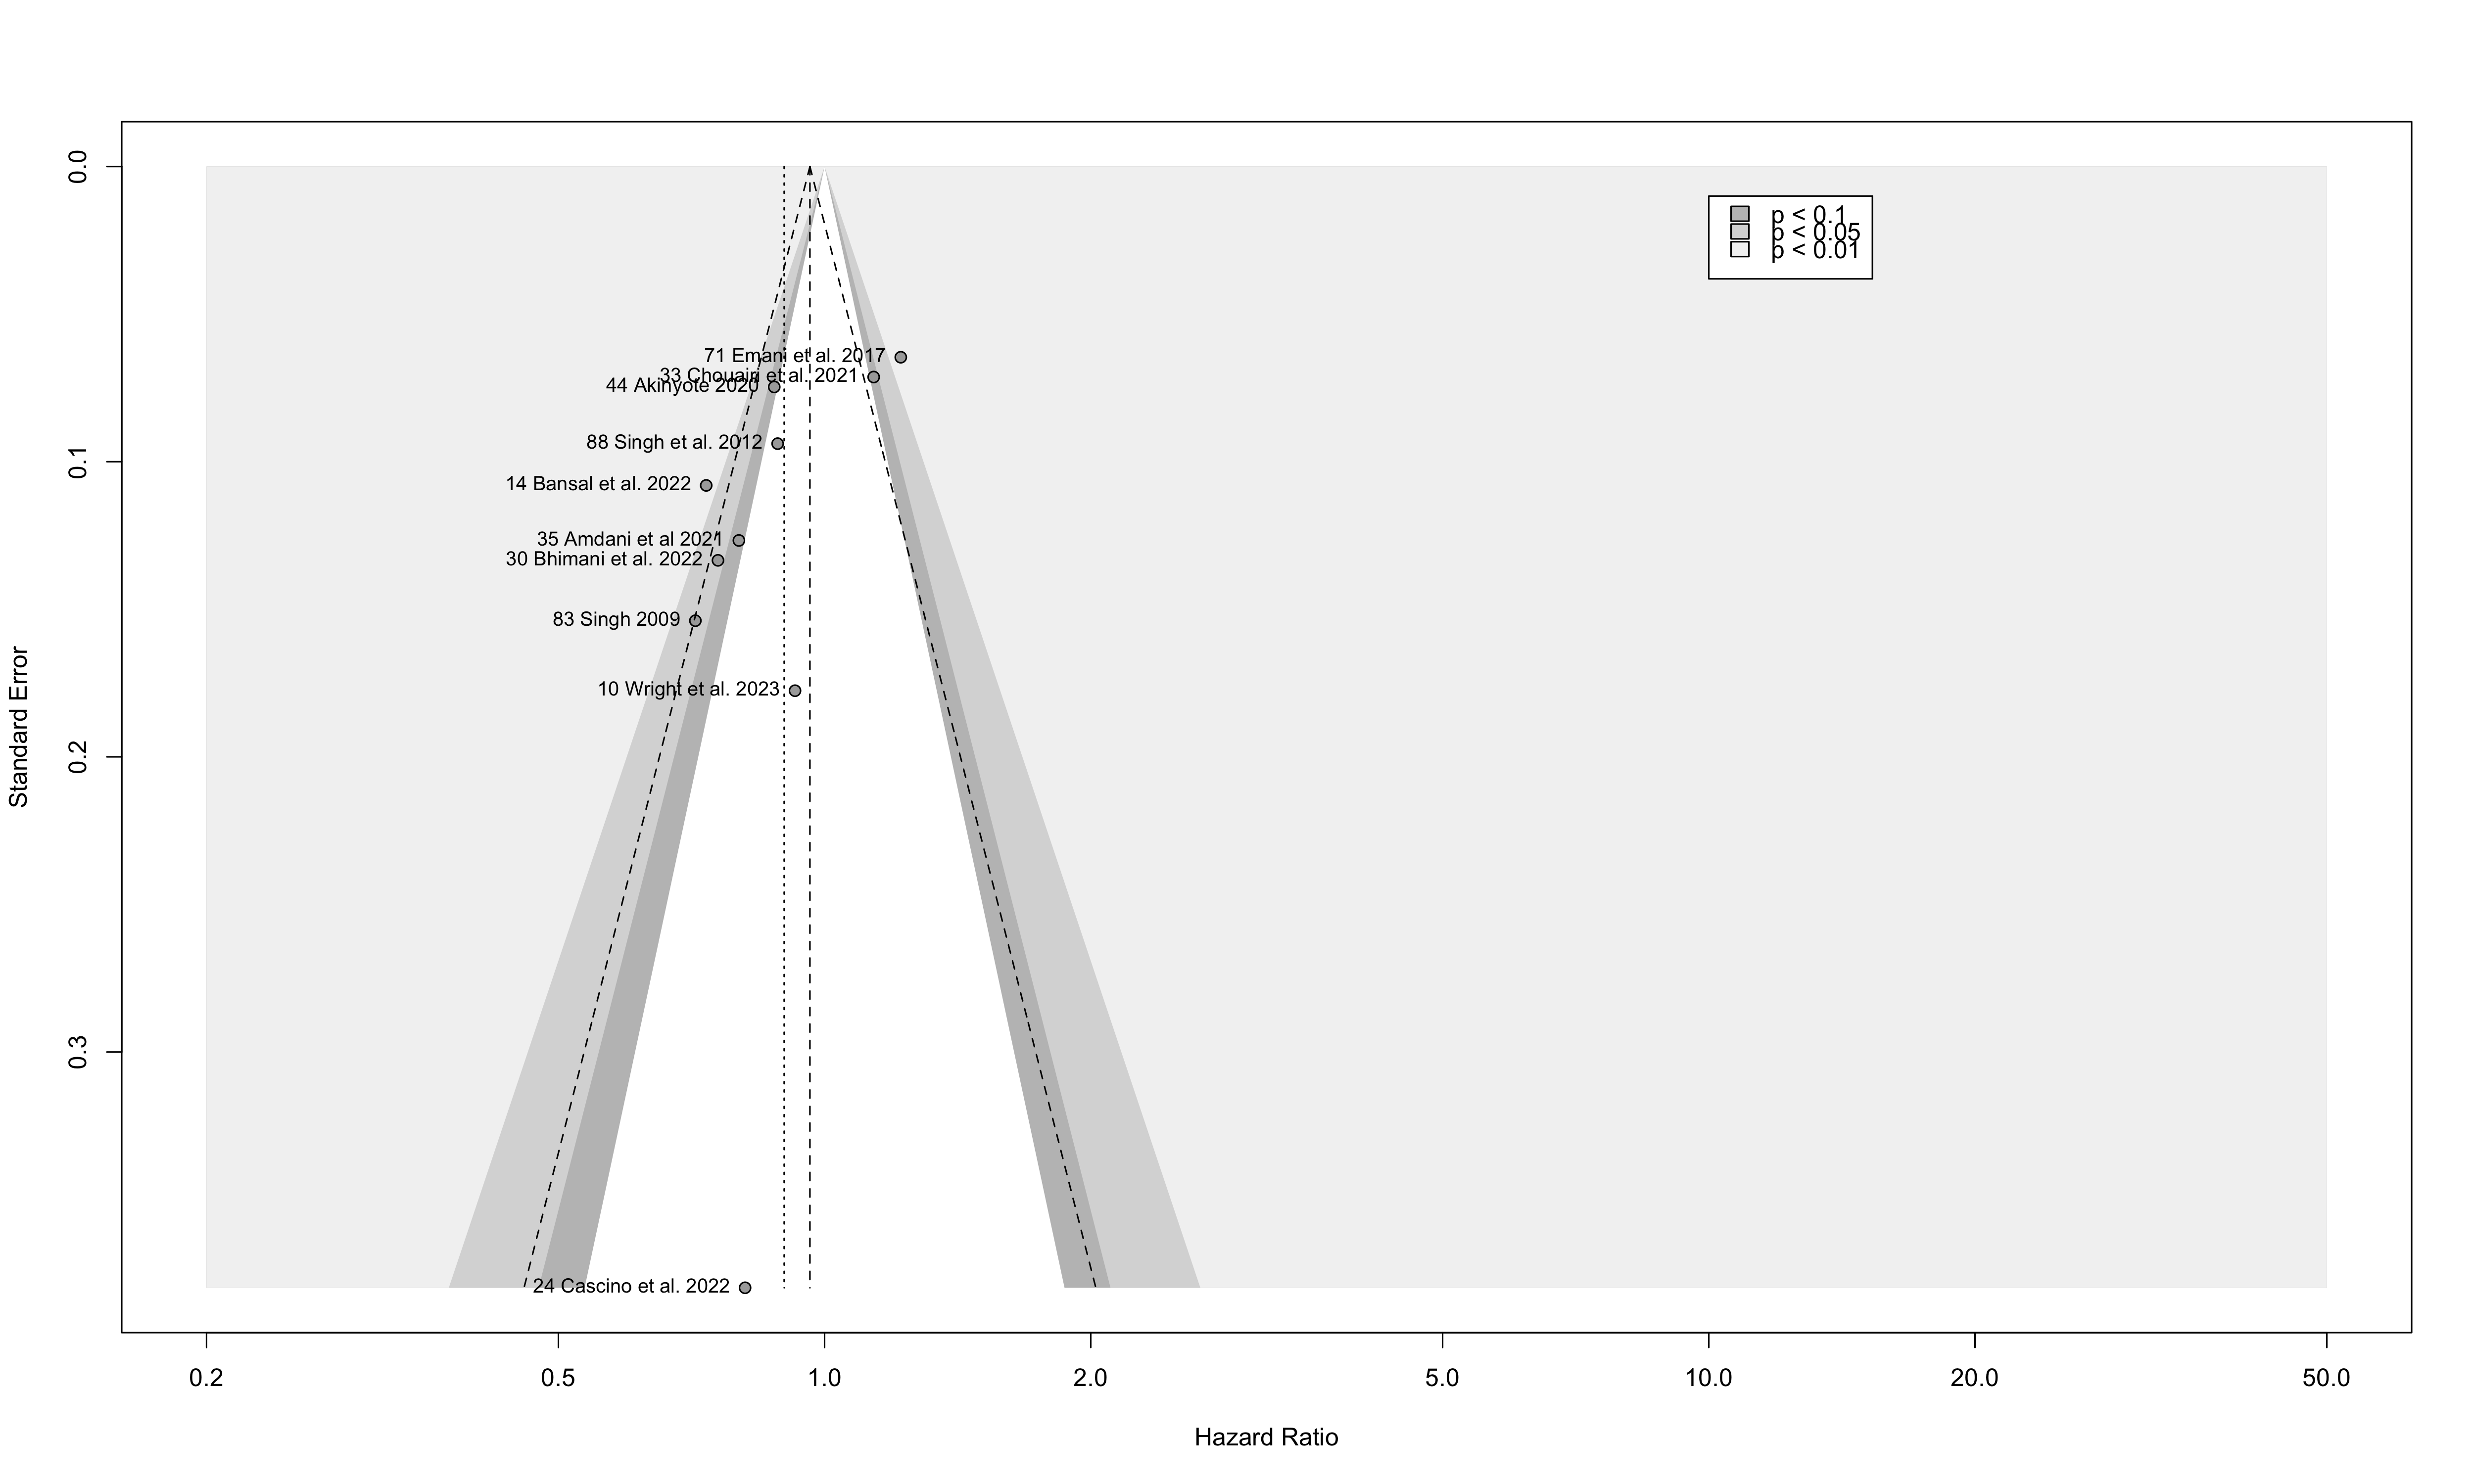 0.0
0.1
0.2
0.3
Standard Error
p < 0.1
p < 0.05
p < 0.01
71 Emani et al. 2017
33 Chouairi et al. 2021
44 Akinyote 2020
88 Singh et al. 2012
14 Bansal et al. 2022
35 Amdani et al 2021
30 Bhimani et al. 2022
83 Singh 2009
10 Wright et al. 2023
24 Cascino et al. 2022
0.2
0.5
1.0
2.0
5.0
10.0
20.0
50.0
Hazard Ratio